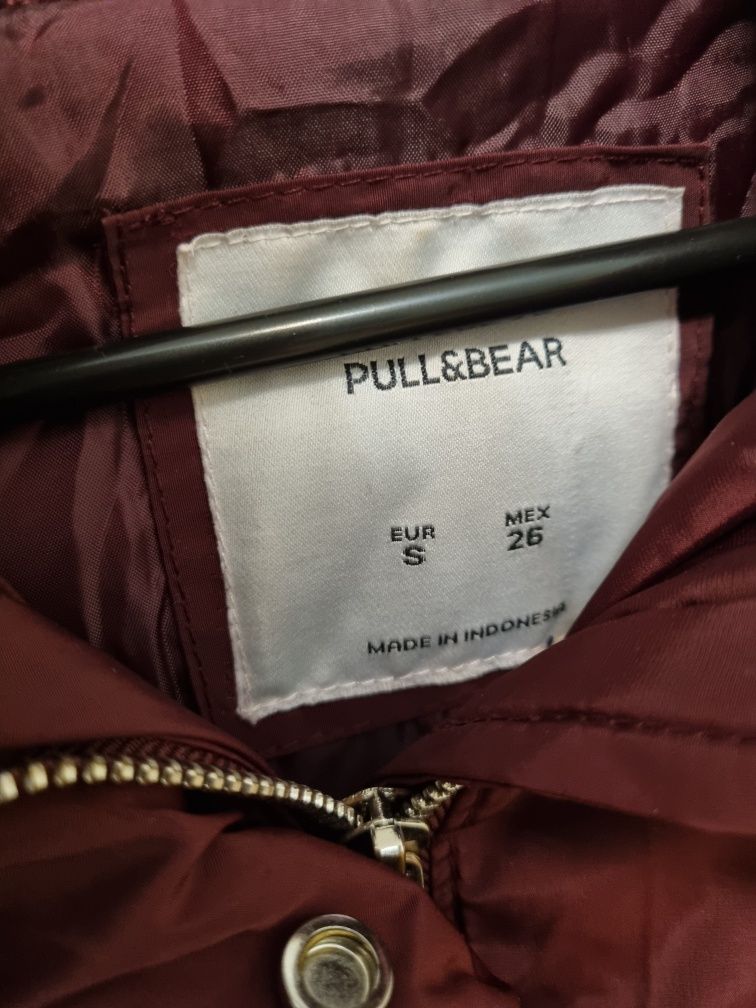 PULL&BEAR
EUR MEX
S 26
MADE IN INDONESIA